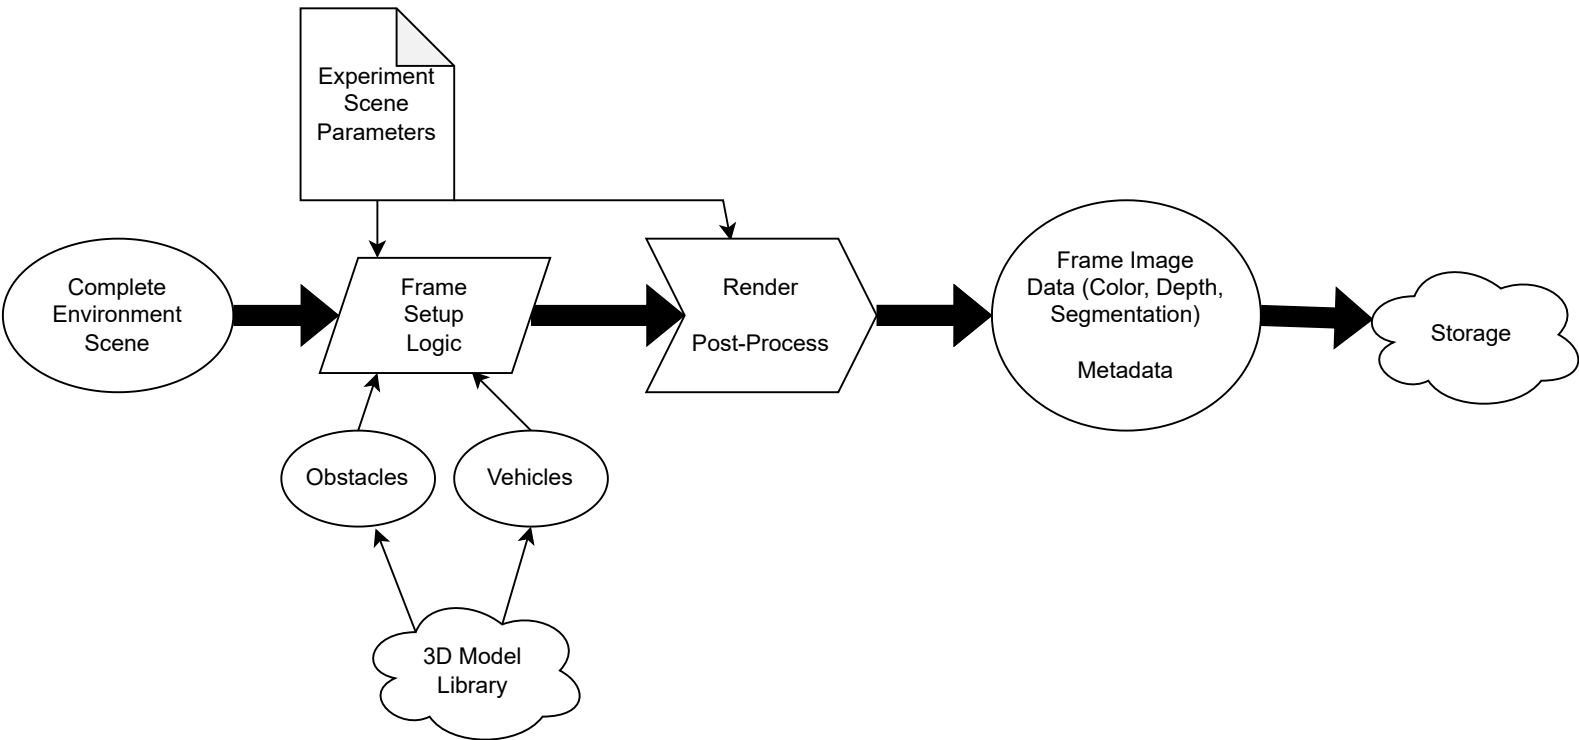 Experiment
Scene
Parameters
Complete
Environment
Scene
Frame
Setup
Logic
Render
Post-Process
Frame Image
Data (Color, Depth,
Segmentation)
Metadata
Storage
Obstacles
Vehicles
3D Model
Library